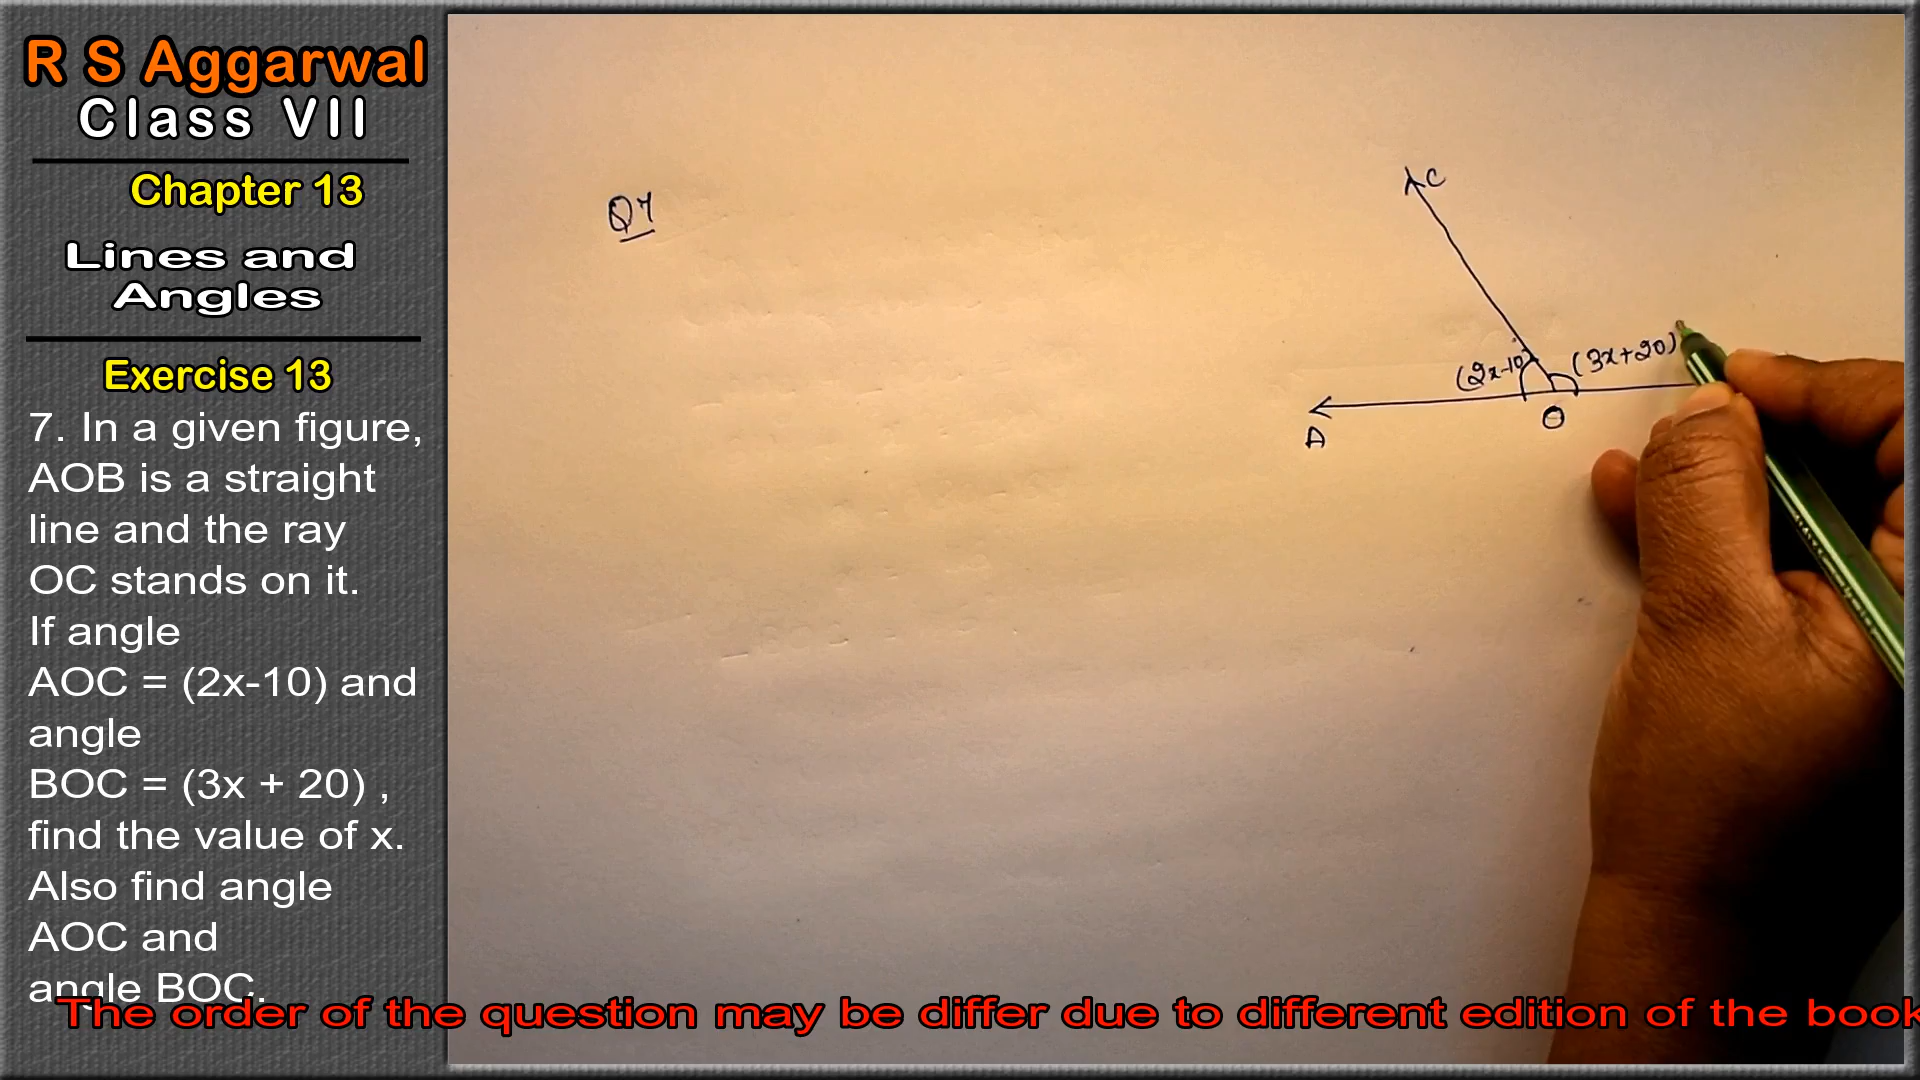 R S Aggarwal
Class VII
Chapter 13
Lines and
Angles
Exercise 13
7. In a given figure,
AOB is a straight
line and the ray
OC stands on it.
If angle
AOC = (2x-10) and
angle
BOC = (3x + 20) ,
find the value of x.
Also find angle
AOC and
angle BOC.
The order of the question may be differ due to different edition of the book
Q7
C
(2x-10)
(3x+20)
A
O